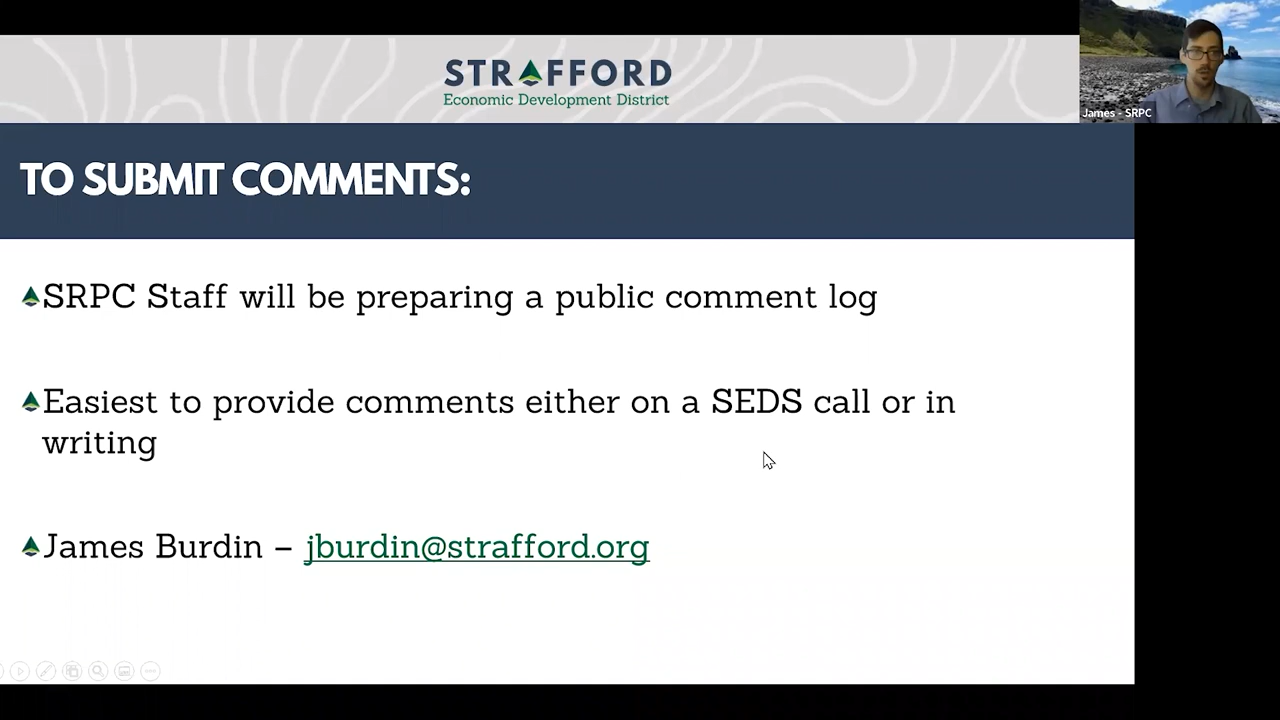 STRAFFORD
Economic Development District
James - SRPC
TO SUBMIT COMMENTS:
SRPC Staff will be preparing a public comment log
Easiest to provide comments either on a SEDS call or in
writing
James Burdin – jburdin@strafford.org